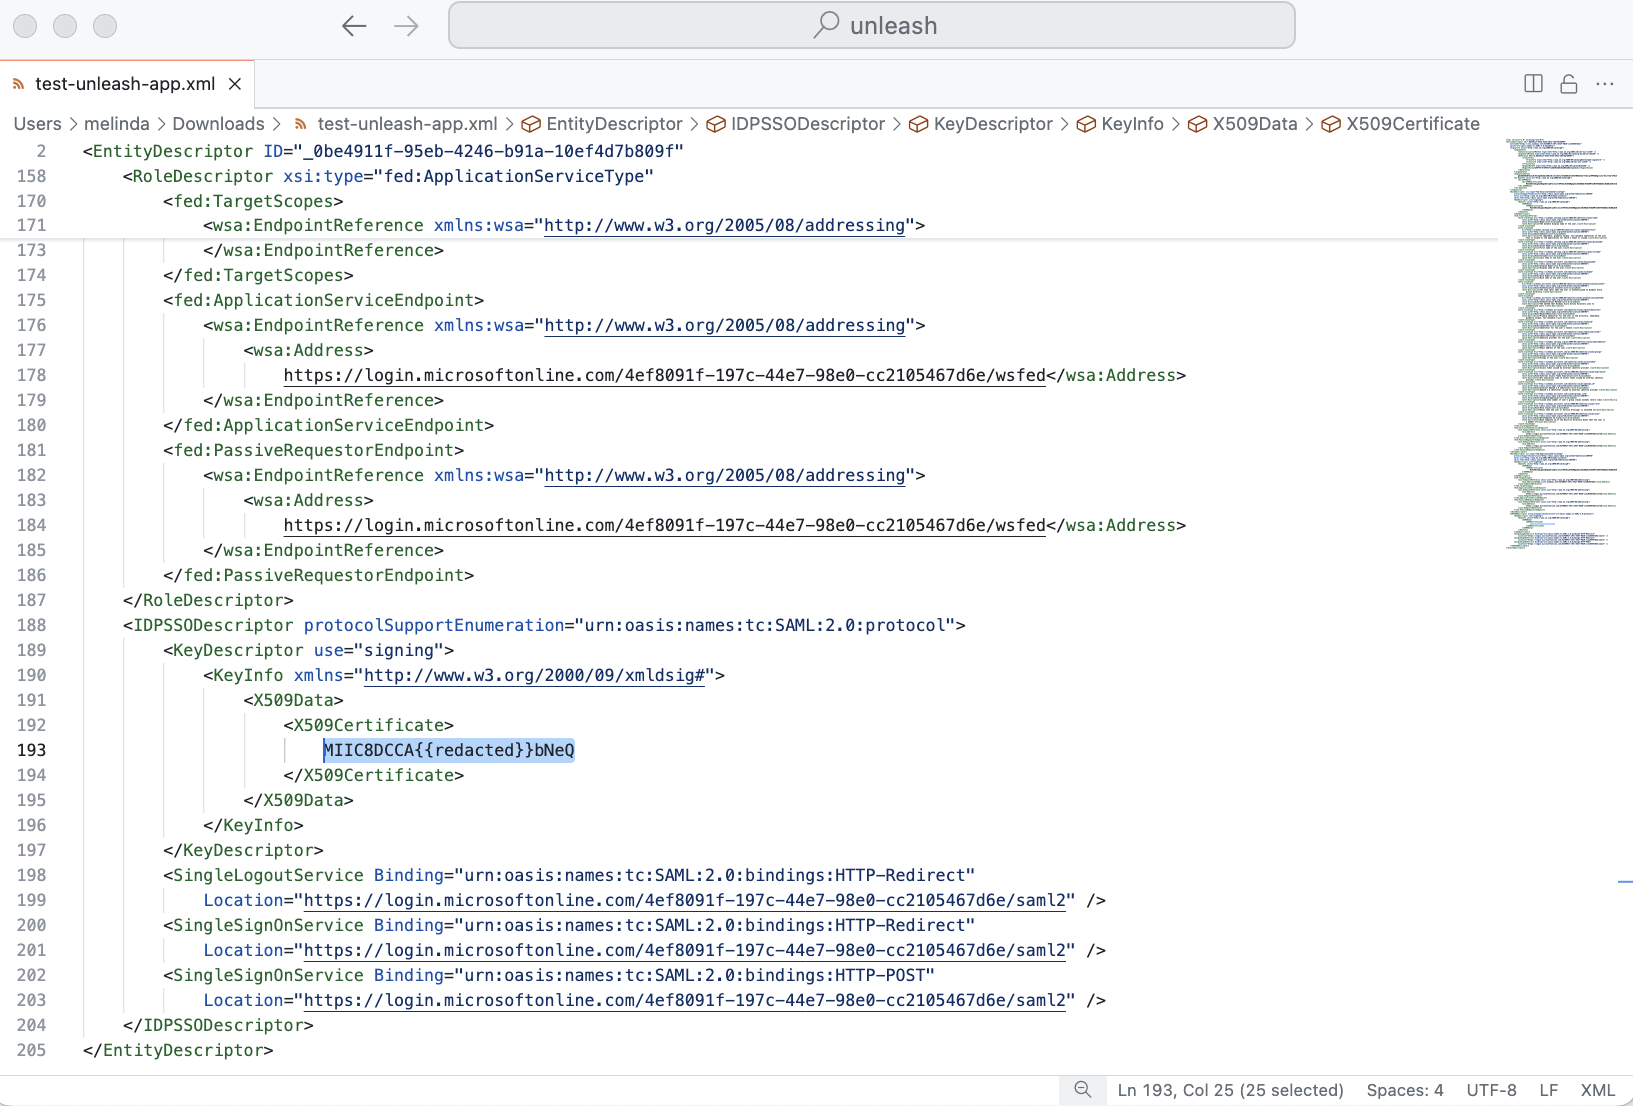 unleash
test-unleash-app.xml
Users > melinda > Downloads > test-unleash-app.xml > EntityDescriptor > IDPSSODescriptor > KeyDescriptor > KeyInfo > X509Data > X509Certificate
2 <EntityDescriptor ID="_0be4911f-95eb-4246-b91a-10ef4d7b809f"
158 <RoleDescriptor xsi:type="fed:ApplicationServiceType"
170 <fed:TargetScopes>
171 <wsa:EndpointReference xmlns:wsa="http://www.w3.org/2005/08/addressing">
173 </wsa:EndpointReference>
174 </fed:TargetScopes>
175 <fed:ApplicationServiceEndpoint>
176 <wsa:EndpointReference xmlns:wsa="http://www.w3.org/2005/08/addressing">
177 <wsa:Address>
178 https://login.microsoftonline.com/4ef8091f-197c-44e7-98e0-cc2105467d6e/wsfed</wsa:Address>
179 </wsa:EndpointReference>
180 </fed:ApplicationServiceEndpoint>
181 <fed:PassiveRequestorEndpoint>
182 <wsa:EndpointReference xmlns:wsa="http://www.w3.org/2005/08/addressing">
183 <wsa:Address>
184 https://login.microsoftonline.com/4ef8091f-197c-44e7-98e0-cc2105467d6e/wsfed</wsa:Address>
185 </wsa:EndpointReference>
186 </fed:PassiveRequestorEndpoint>
187 </RoleDescriptor>
188 <IDPSSODescriptor protocolSupportEnumeration="urn:oasis:names:tc:SAML:2.0:protocol">
189 <KeyDescriptor use="signing">
190 <KeyInfo xmlns="http://www.w3.org/2000/09/xmldsig#">
191 <X509Data>
192 <X509Certificate>
193 MIIC8DCCA{{redacted}}bNeQ
194 </X509Certificate>
195 </X509Data>
196 </KeyInfo>
197 </KeyDescriptor>
198 <SingleLogoutService Binding="urn:oasis:names:tc:SAML:2.0:bindings:HTTP-Redirect"
199 Location="https://login.microsoftonline.com/4ef8091f-197c-44e7-98e0-cc2105467d6e/saml2" />
200 <SingleSignOnService Binding="urn:oasis:names:tc:SAML:2.0:bindings:HTTP-Redirect"
201 Location="https://login.microsoftonline.com/4ef8091f-197c-44e7-98e0-cc2105467d6e/saml2" />
202 <SingleSignOnService Binding="urn:oasis:names:tc:SAML:2.0:bindings:HTTP-POST"
203 Location="https://login.microsoftonline.com/4ef8091f-197c-44e7-98e0-cc2105467d6e/saml2" />
204 </IDPSSODescriptor>
205 </EntityDescriptor>
Ln 193, Col 25 (25 selected) Spaces: 4 UTF-8 LF XML